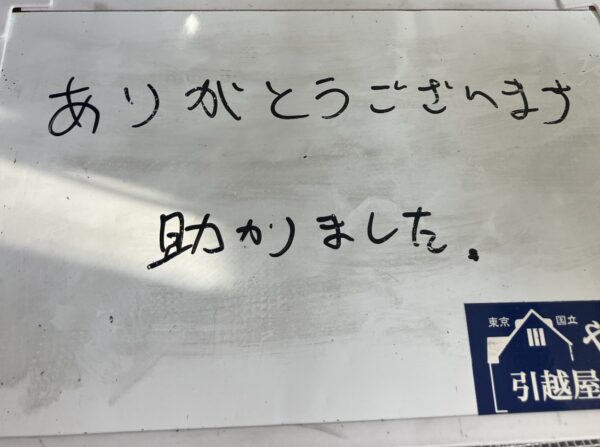 ありがとうございます
助かりました.
東京 国立
や
引越屋